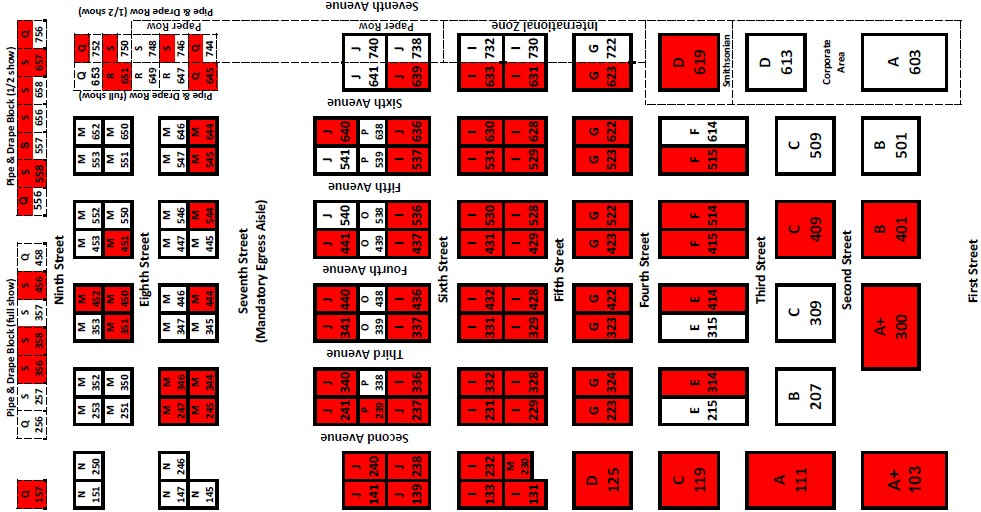 Seventh Avenue
Pipe & Drape Row (1/2 show)
Paper Row
Paper Row
International Zone
Q 752
S 750
S 748
S 746
Q 744
J 740
J 738
I 732
I 730
G 722
Q 653
R 651
R 649
R 647
Q 645
J 641
J 639
I 633
I 531
G 623
D 619
Smithsonian
D 613
Corporate Area
A 603
Pipe & Drape Row (full show)
Pipe & Drape Block (1/2 show)
Q 756
S 657
S 658
S 656
S 557
S 558
Q 556
Sixth Avenue
M 652
M 650
M 646
M 644
J 640
P 638
J 636
I 630
I 628
G 622
F 614
M 553
M 551
M 547
M 545
J 541
P 539
I 537
I 531
I 529
G 523
F 515
C 509
B 501
Fifth Avenue
M 552
M 550
M 546
M 544
J 540
O 538
I 536
I 530
I 528
G 522
F 514
M 453
M 451
M 447
M 445
J 441
O 439
I 437
I 431
I 429
G 423
F 415
C 409
B 401
Ninth Street
Eighth Street
Seventh Street
(Mandatory Egress Aisle)
Sixth Street
Fifth Street
Fourth Street
Third Street
Second Street
First Street
Pipe & Drape Block (full show)
Q 458
S 456
S 357
S 358
S 356
S 257
Q 256
Fourth Avenue
M 452
M 450
M 446
M 444
J 440
O 438
I 436
I 432
I 428
G 422
E 414
M 353
M 351
M 347
M 345
J 341
O 339
I 337
I 331
I 329
G 323
E 315
C 309
A+ 300
Third Avenue
M 352
M 350
M 346
M 344
J 340
P 338
I 336
I 332
I 328
G 324
E 314
M 253
M 251
M 247
M 245
J 241
P 239
J 237
I 231
I 229
G 223
E 215
B 207
Second Avenue
Q 157
N 250
N 246
J 240
J 238
I 232
M 230
N 151
N 147
N 145
J 141
J 139
I 133
I 131
D 125
C 119
A 111
A+ 103